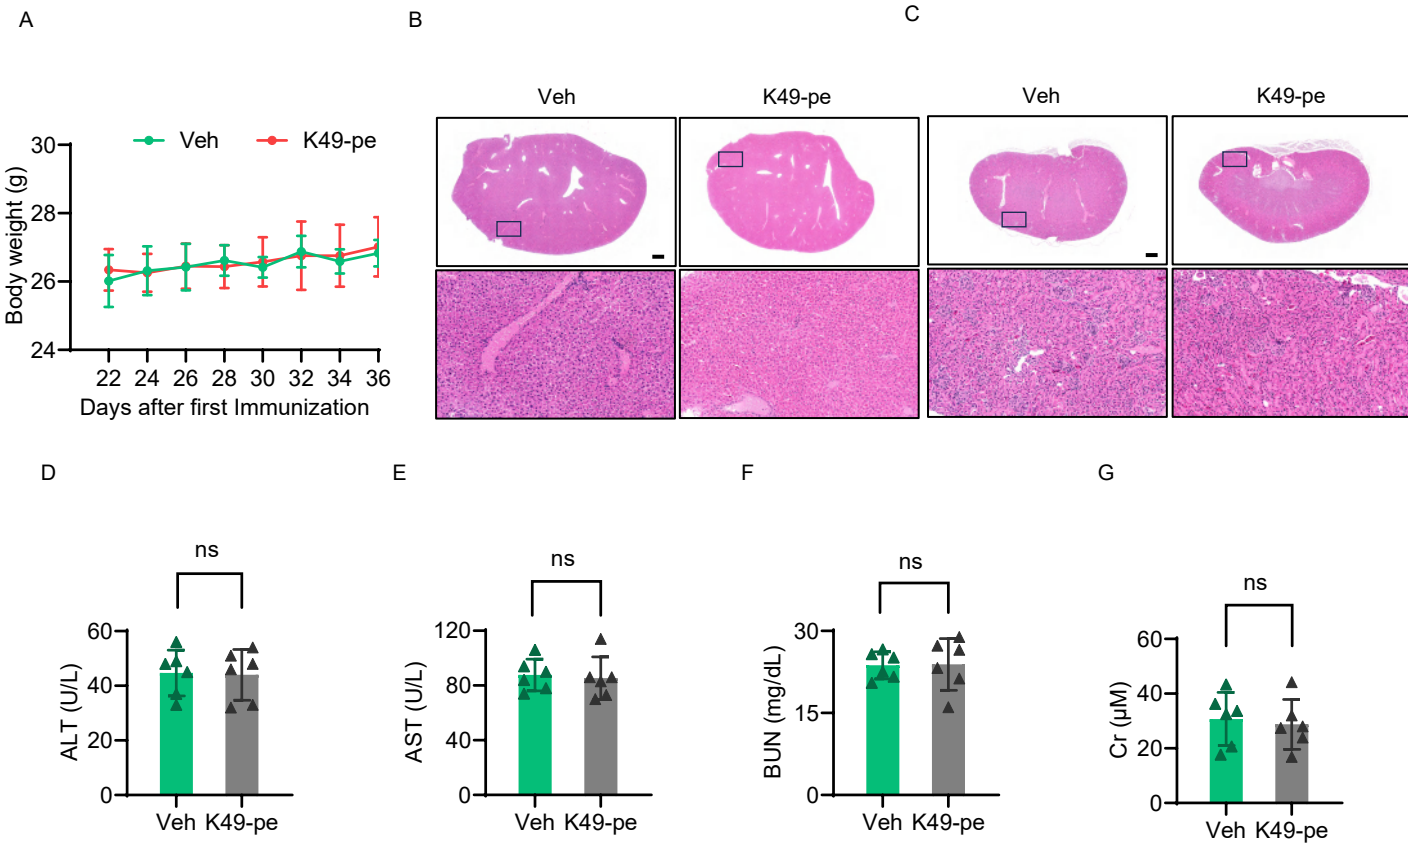 A
B
C
Veh
K49-pe
30
28
26
24
Body weight (g)
22 24 26 28 30 32 34 36
Days after first Immunization
Veh
K49-pe
Veh
K49-pe
D
E
F
G
ns
60
40
20
0
ALT (U/L)
Veh K49-pe
ns
120
80
40
0
AST (U/L)
Veh K49-pe
ns
30
15
0
BUN (mg/dL)
Veh K49-pe
ns
60
40
20
0
Cr (μM)
Veh K49-pe